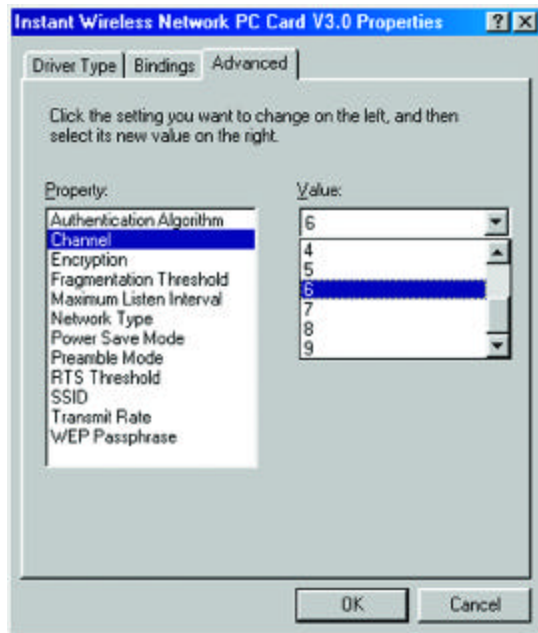 Instant Wireless Network PC Card V3.0 Properties
Driver Type Bindings Advanced
Click the setting you want to change on the left, and then
select its new value on the right.
Property:
Authentication Algorithm
Channel
Encryption
Fragmentation Threshold
Maximum Listen Interval
Network Type
Power Save Mode
Preamble Mode
RTS Threshold
SSID
Transmit Rate
WEP Passphrase
Value:
6
4
5
6
7
8
9
OK Cancel